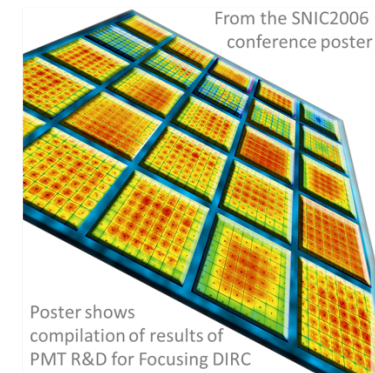 From the SNIC2006
conference poster
Poster shows
compilation of results of
PMT R&D for Focusing DIRC